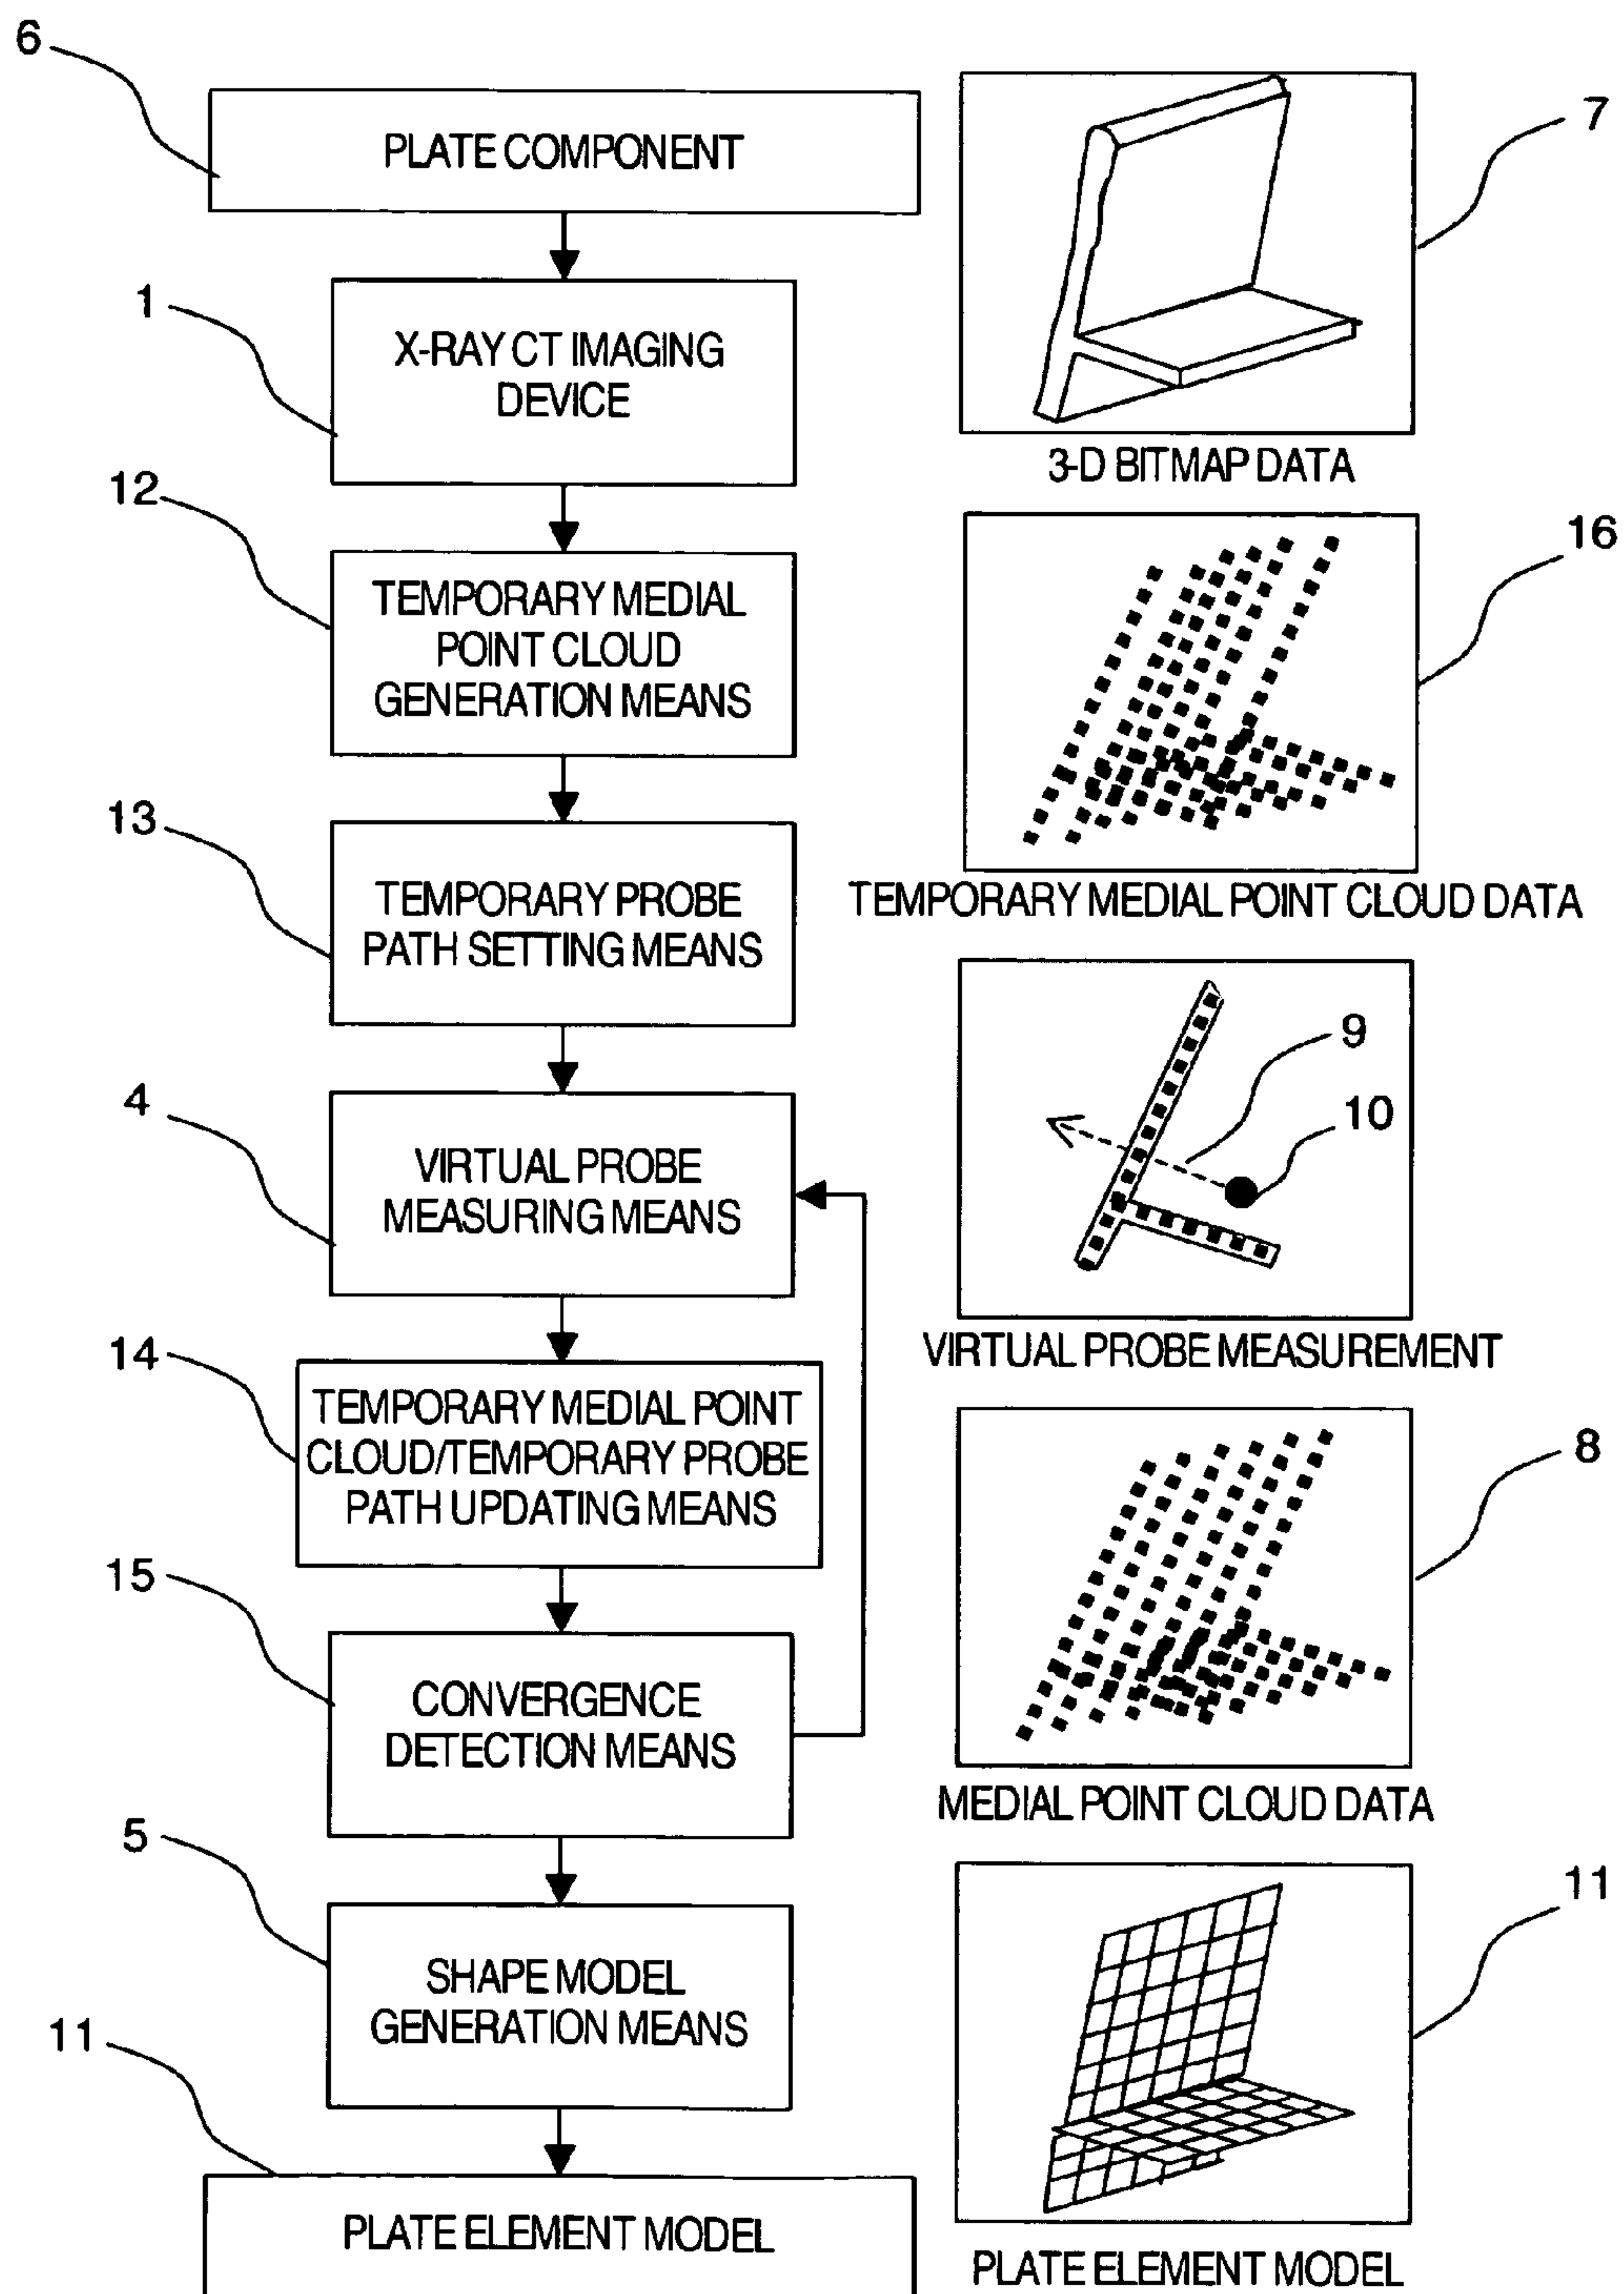 6
PLATE COMPONENT
1
X-RAY CT IMAGING
DEVICE
12
TEMPORARY MEDIAL
POINT CLOUD
GENERATION MEANS
13
TEMPORARY PROBE
PATH SETTING MEANS
4
VIRTUAL PROBE
MEASURING MEANS
14
TEMPORARY MEDIAL POINT
CLOUD/TEMPORARY PROBE
PATH UPDATING MEANS
15
CONVERGENCE
DETECTION MEANS
5
SHAPE MODEL
GENERATION MEANS
11
PLATE ELEMENT MODEL
7
3-D BITMAP DATA
16
TEMPORARY MEDIAL POINT CLOUD DATA
9
10
VIRTUAL PROBE MEASUREMENT
8
MEDIAL POINT CLOUD DATA
11
PLATE ELEMENT MODEL